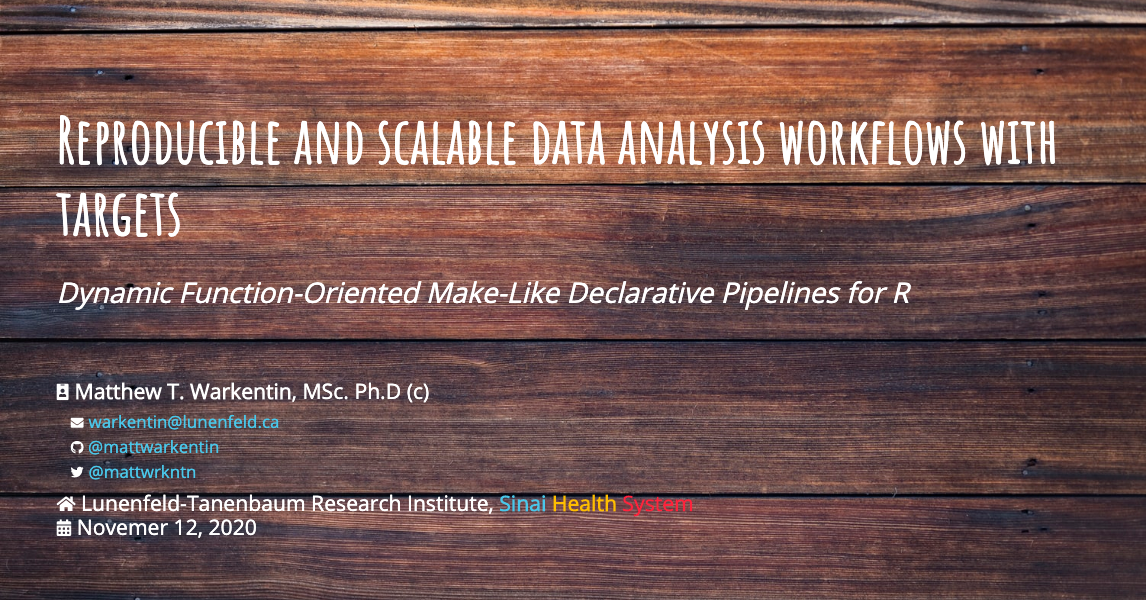 Reproducible and scalable data analysis workflows with
targets
Dynamic Function-Oriented Make-Like Declarative Pipelines for R
Matthew T. Warkentin, MSc. Ph.D (c)
warkentin@lunenfeld.ca
@mattwarkentin
@mattwrkntn
Lunenfeld-Tanenbaum Research Institute, Sinai Health System
Novemer 12, 2020